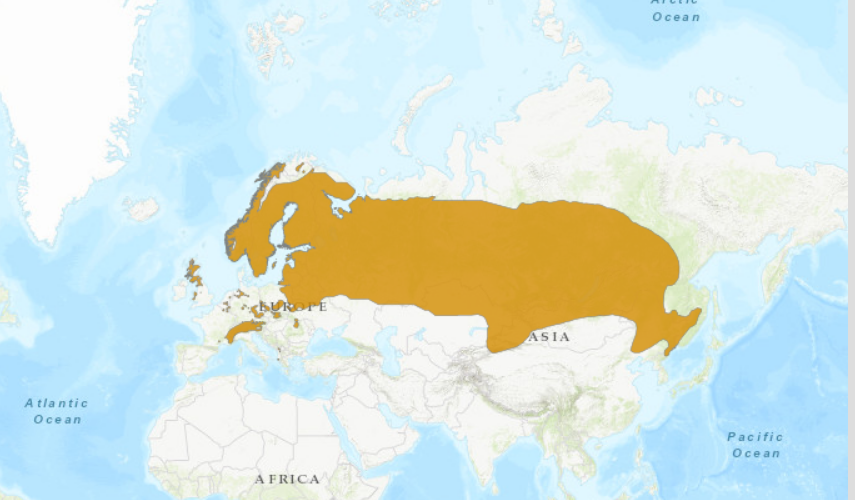 Arctic
Ocean
EUROPE
ASIA
Atlantic
Ocean
Pacific
Ocean
AFRICA